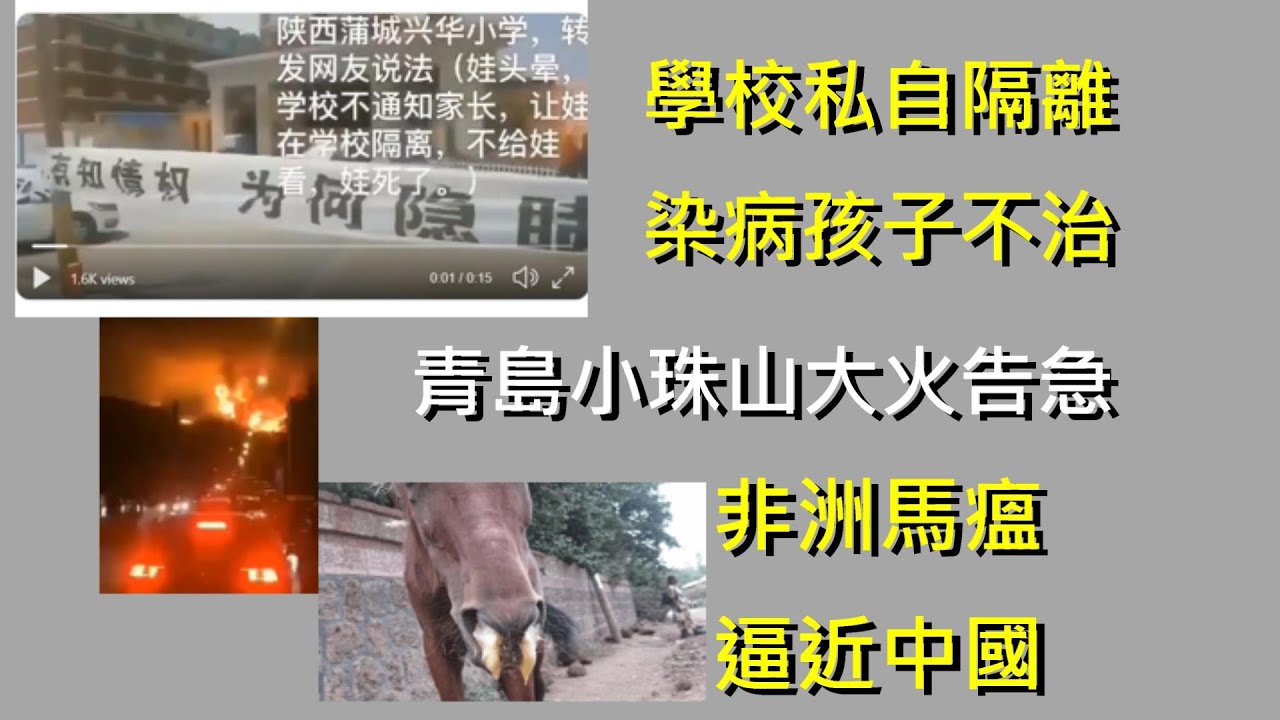 陕西蒲城兴华小学，转
发网友说法（娃头晕，
学校不通知家长，让娃
在学校隔离，不给娃
看，娃死了。）
知情权 为何隐瞒
1.6K views
0:01 / 0:15
學校私自隔離
染病孩子不治
青島小珠山大火告急
非洲馬瘟
逼近中國